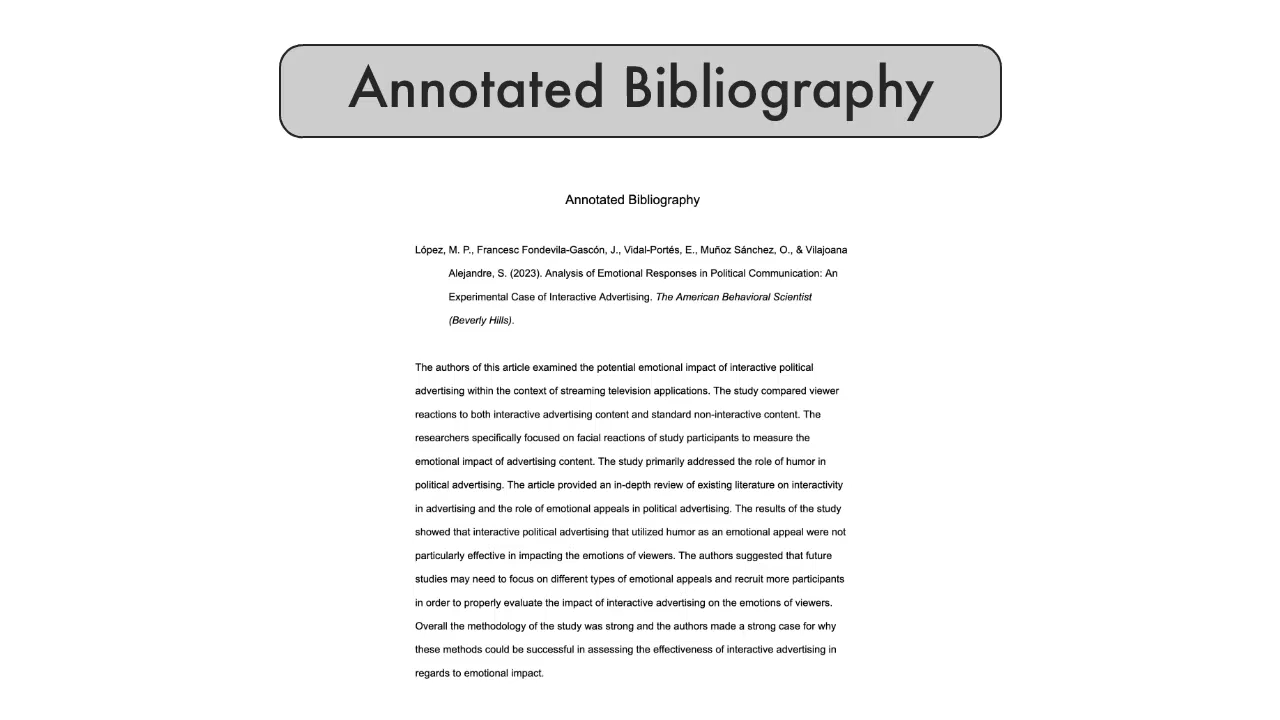 Annotated Bibliography
Annotated Bibliography
López, M. P., Francesc Fondevila-Gascón, J., Vidal-Portés, E., Muñoz Sánchez, O., & Vilajoana
Alejandre, S. (2023). Analysis of Emotional Responses in Political Communication: An
Experimental Case of Interactive Advertising. The American Behavioral Scientist
(Beverly Hills).
The authors of this article examined the potential emotional impact of interactive political
advertising within the context of streaming television applications. The study compared viewer
reactions to both interactive advertising content and standard non-interactive content. The
researchers specifically focused on facial reactions of study participants to measure the
emotional impact of advertising content. The study primarily addressed the role of humor in
political advertising. The article provided an in-depth review of existing literature on interactivity
in advertising and the role of emotional appeals in political advertising. The results of the study
showed that interactive political advertising that utilized humor as an emotional appeal were not
particularly effective in impacting the emotions of viewers. The authors suggested that future
studies may need to focus on different types of emotional appeals and recruit more participants
in order to properly evaluate the impact of interactive advertising on the emotions of viewers.
Overall the methodology of the study was strong and the authors made a strong case for why
these methods could be successful in assessing the effectiveness of interactive advertising in
regards to emotional impact.